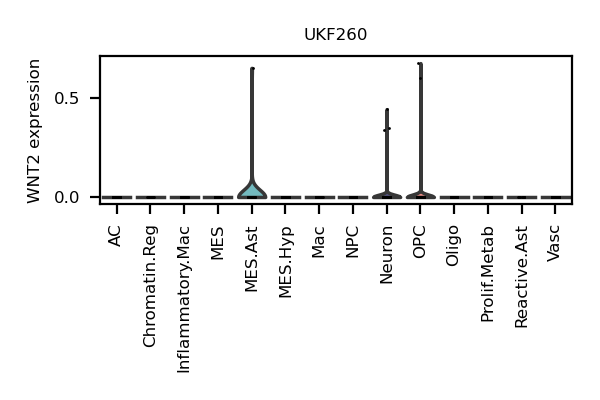 UKF260
WNT2 expression
0.5
0.0
AC
Chromatin.Reg
Inflammatory.Mac
MES
MES.Ast
MES.Hyp
Mac
NPC
Neuron
OPC
Oligo
Prolif.Metab
Reactive.Ast
Vasc